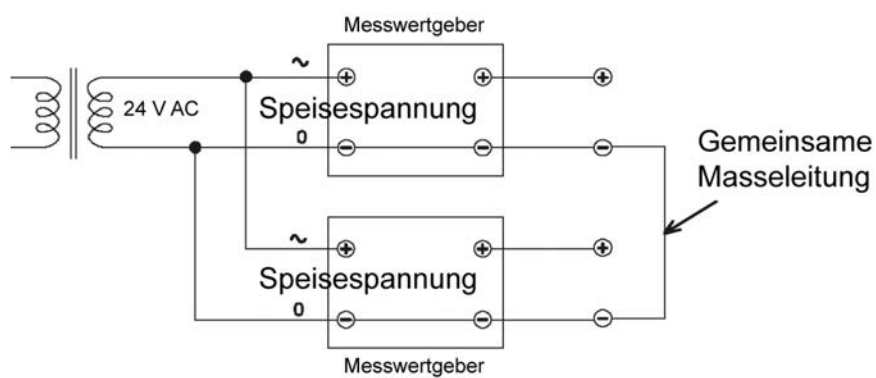 Messwertgeber
~
+
+
+
24 V AC
Speisespannung
0
−
−
−
Gemeinsame
Masseleitung
~
+
+
+
Speisespannung
0
−
−
−
Messwertgeber